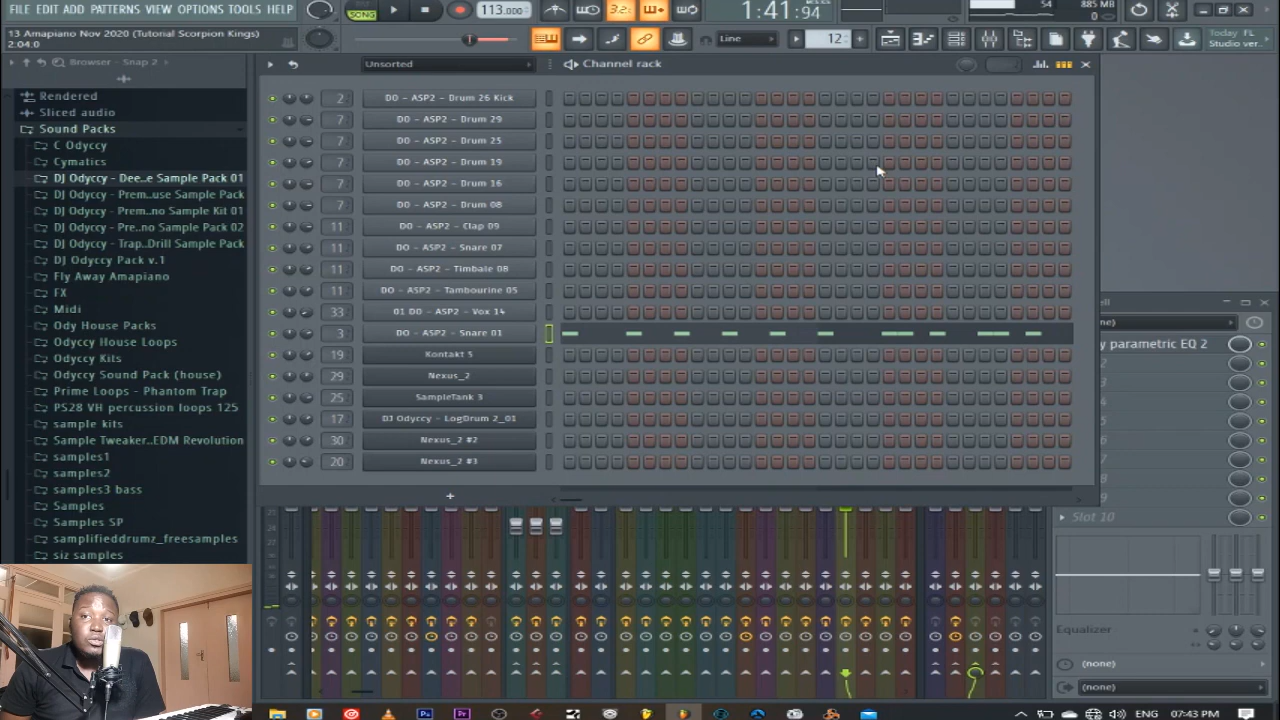 FILE EDIT ADD PATTERNS VIEW OPTIONS TOOLS HELP
SONG
113.000
3.2
1:41:94
54
885 MB
0
13 Amapiano Nov 2020 (Tutorial Scorpion Kings)
2:04:0
Line
12
Today FL
Studio ver..
Browser - Snap 2
Unsorted
Channel rack
Rendered
Sliced audio
Sound Packs
C Odyccy
Cymatics
DJ Odyccy - Dee..e Sample Pack 01
DJ Odyccy - Prem..use Sample Pack
DJ Odyccy - Prem..no Sample Kit 01
DJ Odyccy - Pre..no Sample Pack 02
DJ Odyccy - Trap..Drill Sample Pack
DJ Odyccy Pack v.1
Fly Away Amapiano
FX
Midi
Ody House Packs
Odyccy House Loops
Odyccy Kits
Odyccy Sound Pack (house)
Prime Loops - Phantom Trap
PS28 VH percussion loops 125
sample kits
Sample Tweaker..EDM Revolution
samples1
samples2
samples3 bass
Samples
Samples SP
samplifieddrumz_freesamples
siz samples
2 DO - ASP2 - Drum 26 Kick
7 DO - ASP2 - Drum 29
7 DO - ASP2 - Drum 25
7 DO - ASP2 - Drum 19
7 DO - ASP2 - Drum 16
7 DO - ASP2 - Drum 08
11 DO - ASP2 - Clap 09
11 DO - ASP2 - Snare 07
11 DO - ASP2 - Timbale 08
11 DO - ASP2 - Tambourine 05
33 01 DO - ASP2 - Vox 14
3 DO - ASP2 - Snare 01
19 Kontakt 5
29 Nexus_2
25 SampleTank 3
17 DJ Odyccy - LogDrum 2_01
30 Nexus_2 #2
20 Nexus_2 #3
+
y parametric EQ 2
Slot 10
Equalizer
(none)
(none)
ENG
07:43 PM